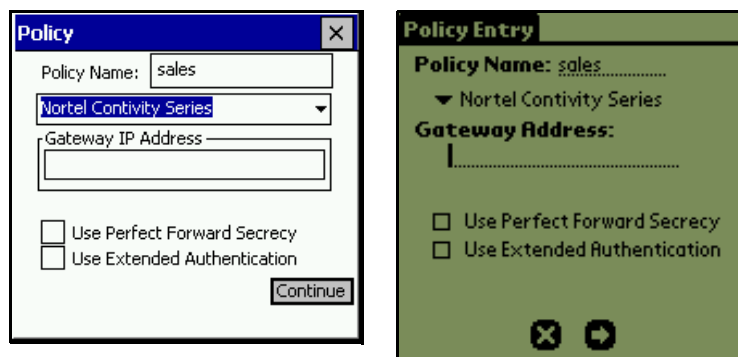 Policy
Policy Name: sales
Nortel Contivity Series
Gateway IP Address
Use Perfect Forward Secrecy
Use Extended Authentication
Continue
Policy Entry
Policy Name: sales
Nortel Contivity Series
Gateway Address:
Use Perfect Forward Secrecy
Use Extended Authentication